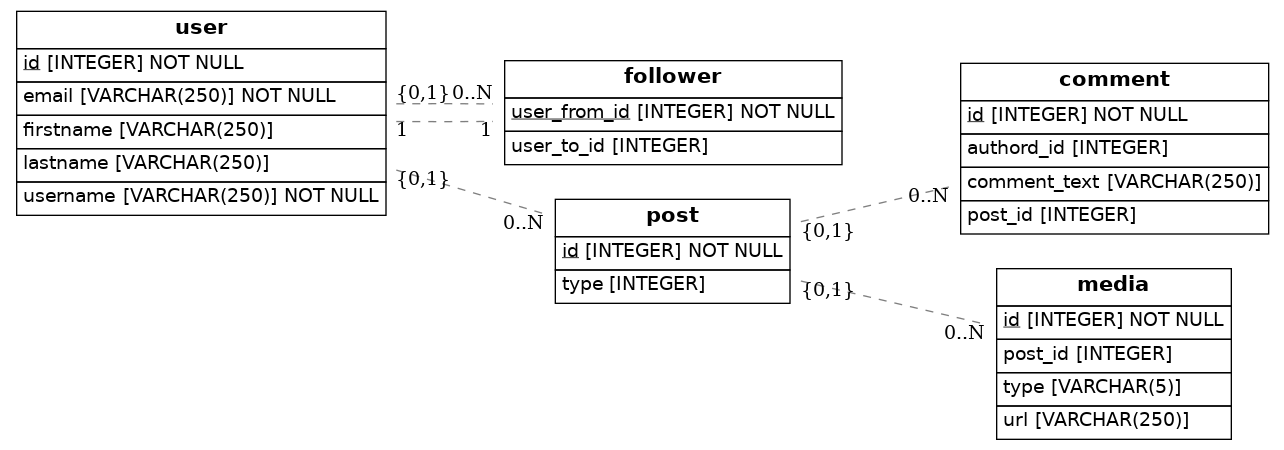 user
id [INTEGER] NOT NULL
email [VARCHAR(250)] NOT NULL
firstname [VARCHAR(250)]
lastname [VARCHAR(250)]
username [VARCHAR(250)] NOT NULL
{0,1} 0..N
1 1
{0,1}
0..N
follower
user_from_id [INTEGER] NOT NULL
user_to_id [INTEGER]
post
id [INTEGER] NOT NULL
type [INTEGER]
0..N
{0,1}
{0,1}
0..N
comment
id [INTEGER] NOT NULL
authord_id [INTEGER]
comment_text [VARCHAR(250)]
post_id [INTEGER]
media
id [INTEGER] NOT NULL
post_id [INTEGER]
type [VARCHAR(5)]
url [VARCHAR(250)]